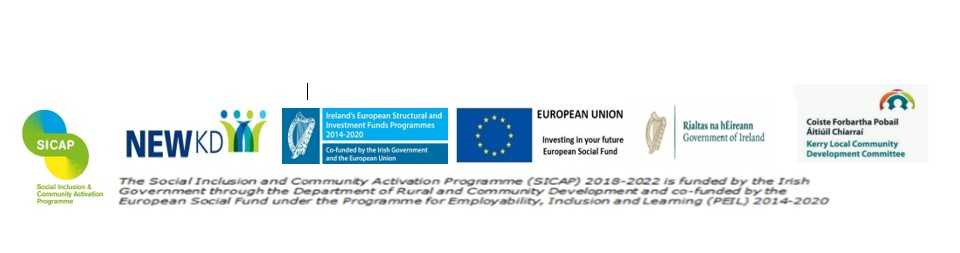 SICAP
Social Inclusion &
Community Activation
Programme
NEWKD
Ireland's European Structural and
Investment Funds Programmes
2014-2020
Co-funded by the Irish Government
and the European Union
EUROPEAN UNION
Investing in your future
European Social Fund
Rialtas na hÉireann
Government of Ireland
Coiste Forbartha Pobail
Áitiúil Chiarraí
Kerry Local Community
Development Committee
The Social Inclusion and Community Activation Programme (SICAP) 2018-2022 is funded by the Irish
Government through the Department of Rural and Community Development and co-funded by the
European Social Fund under the Programme for Employability, Inclusion and Learning (PEIL) 2014-2020